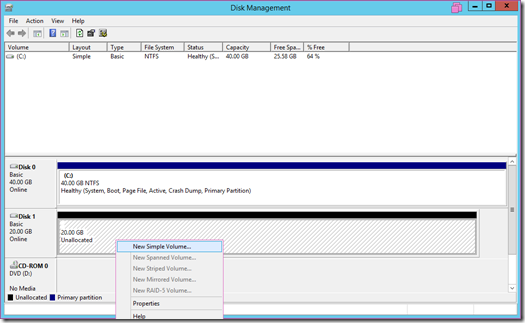 Disk Management
File Action View Help
Volume Layout Type File System Status Capacity Free Spa... % Free
(C:) Simple Basic NTFS Healthy (S... 40.00 GB 25.58 GB 64 %
Disk 0
Basic
40.00 GB
Online
(C:)
40.00 GB NTFS
Healthy (System, Boot, Page File, Active, Crash Dump, Primary Partition)
Disk 1
Basic
20.00 GB
Online
20.00 GB
Unallocated
New Simple Volume...
New Spanned Volume...
New Striped Volume...
New Mirrored Volume...
New RAID-5 Volume...
Properties
Help
CD-ROM 0
DVD (D:)
No Media
Unallocated Primary partition